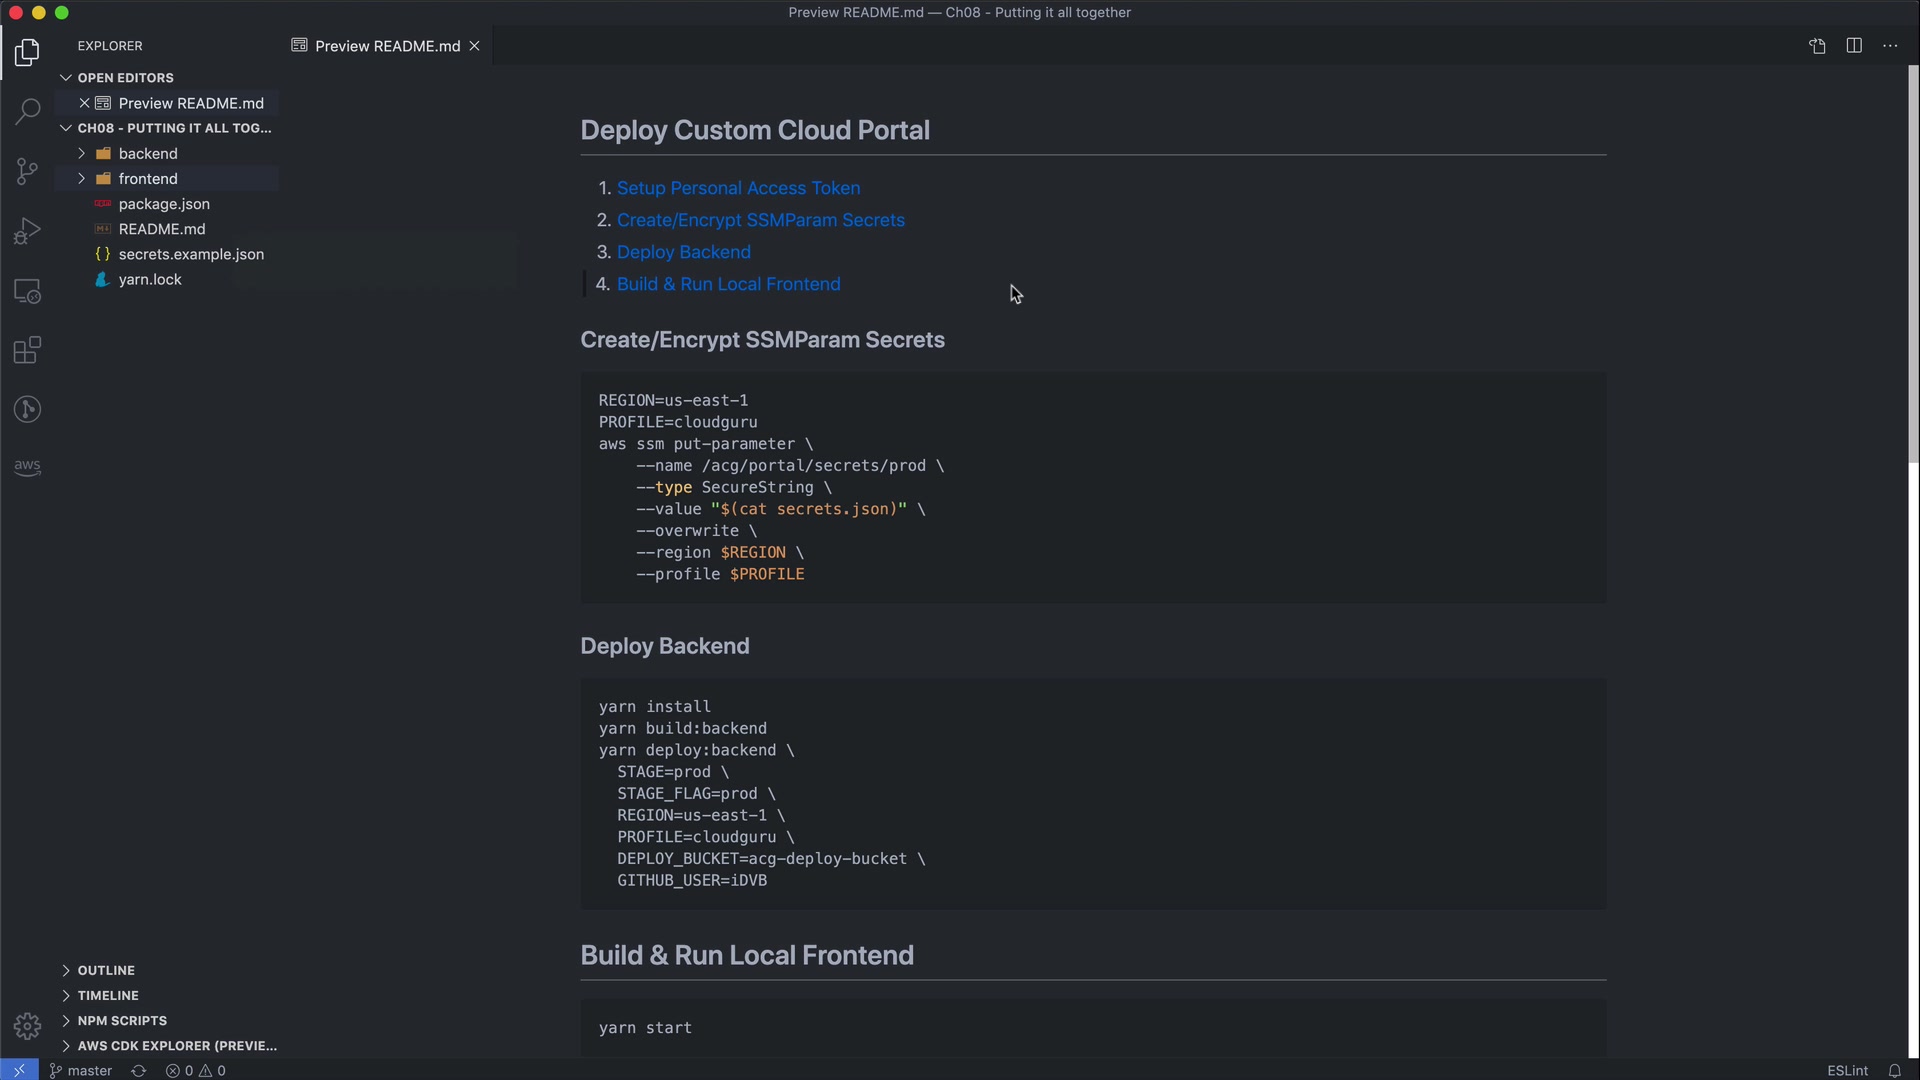 Preview README.md — Ch08 - Putting it all together
EXPLORER
Preview README.md
OPEN EDITORS
Preview README.md
CH08 - PUTTING IT ALL TOG...
backend
frontend
package.json
README.md
secrets.example.json
yarn.lock
aws
OUTLINE
TIMELINE
NPM SCRIPTS
AWS CDK EXPLORER (PREVIE...
Deploy Custom Cloud Portal
1. Setup Personal Access Token
2. Create/Encrypt SSMParam Secrets
3. Deploy Backend
4. Build & Run Local Frontend
Create/Encrypt SSMParam Secrets
REGION=us-east-1
PROFILE=cloudguru
aws ssm put-parameter \
--name /acg/portal/secrets/prod \
--type SecureString \
--value "$(cat secrets.json)" \
--overwrite \
--region $REGION \
--profile $PROFILE
Deploy Backend
yarn install
yarn build:backend
yarn deploy:backend \
STAGE=prod \
STAGE_FLAG=prod \
REGION=us-east-1 \
PROFILE=cloudguru \
DEPLOY_BUCKET=acg-deploy-bucket \
GITHUB_USER=iDVB
Build & Run Local Frontend
yarn start
master
0
0
ESLint